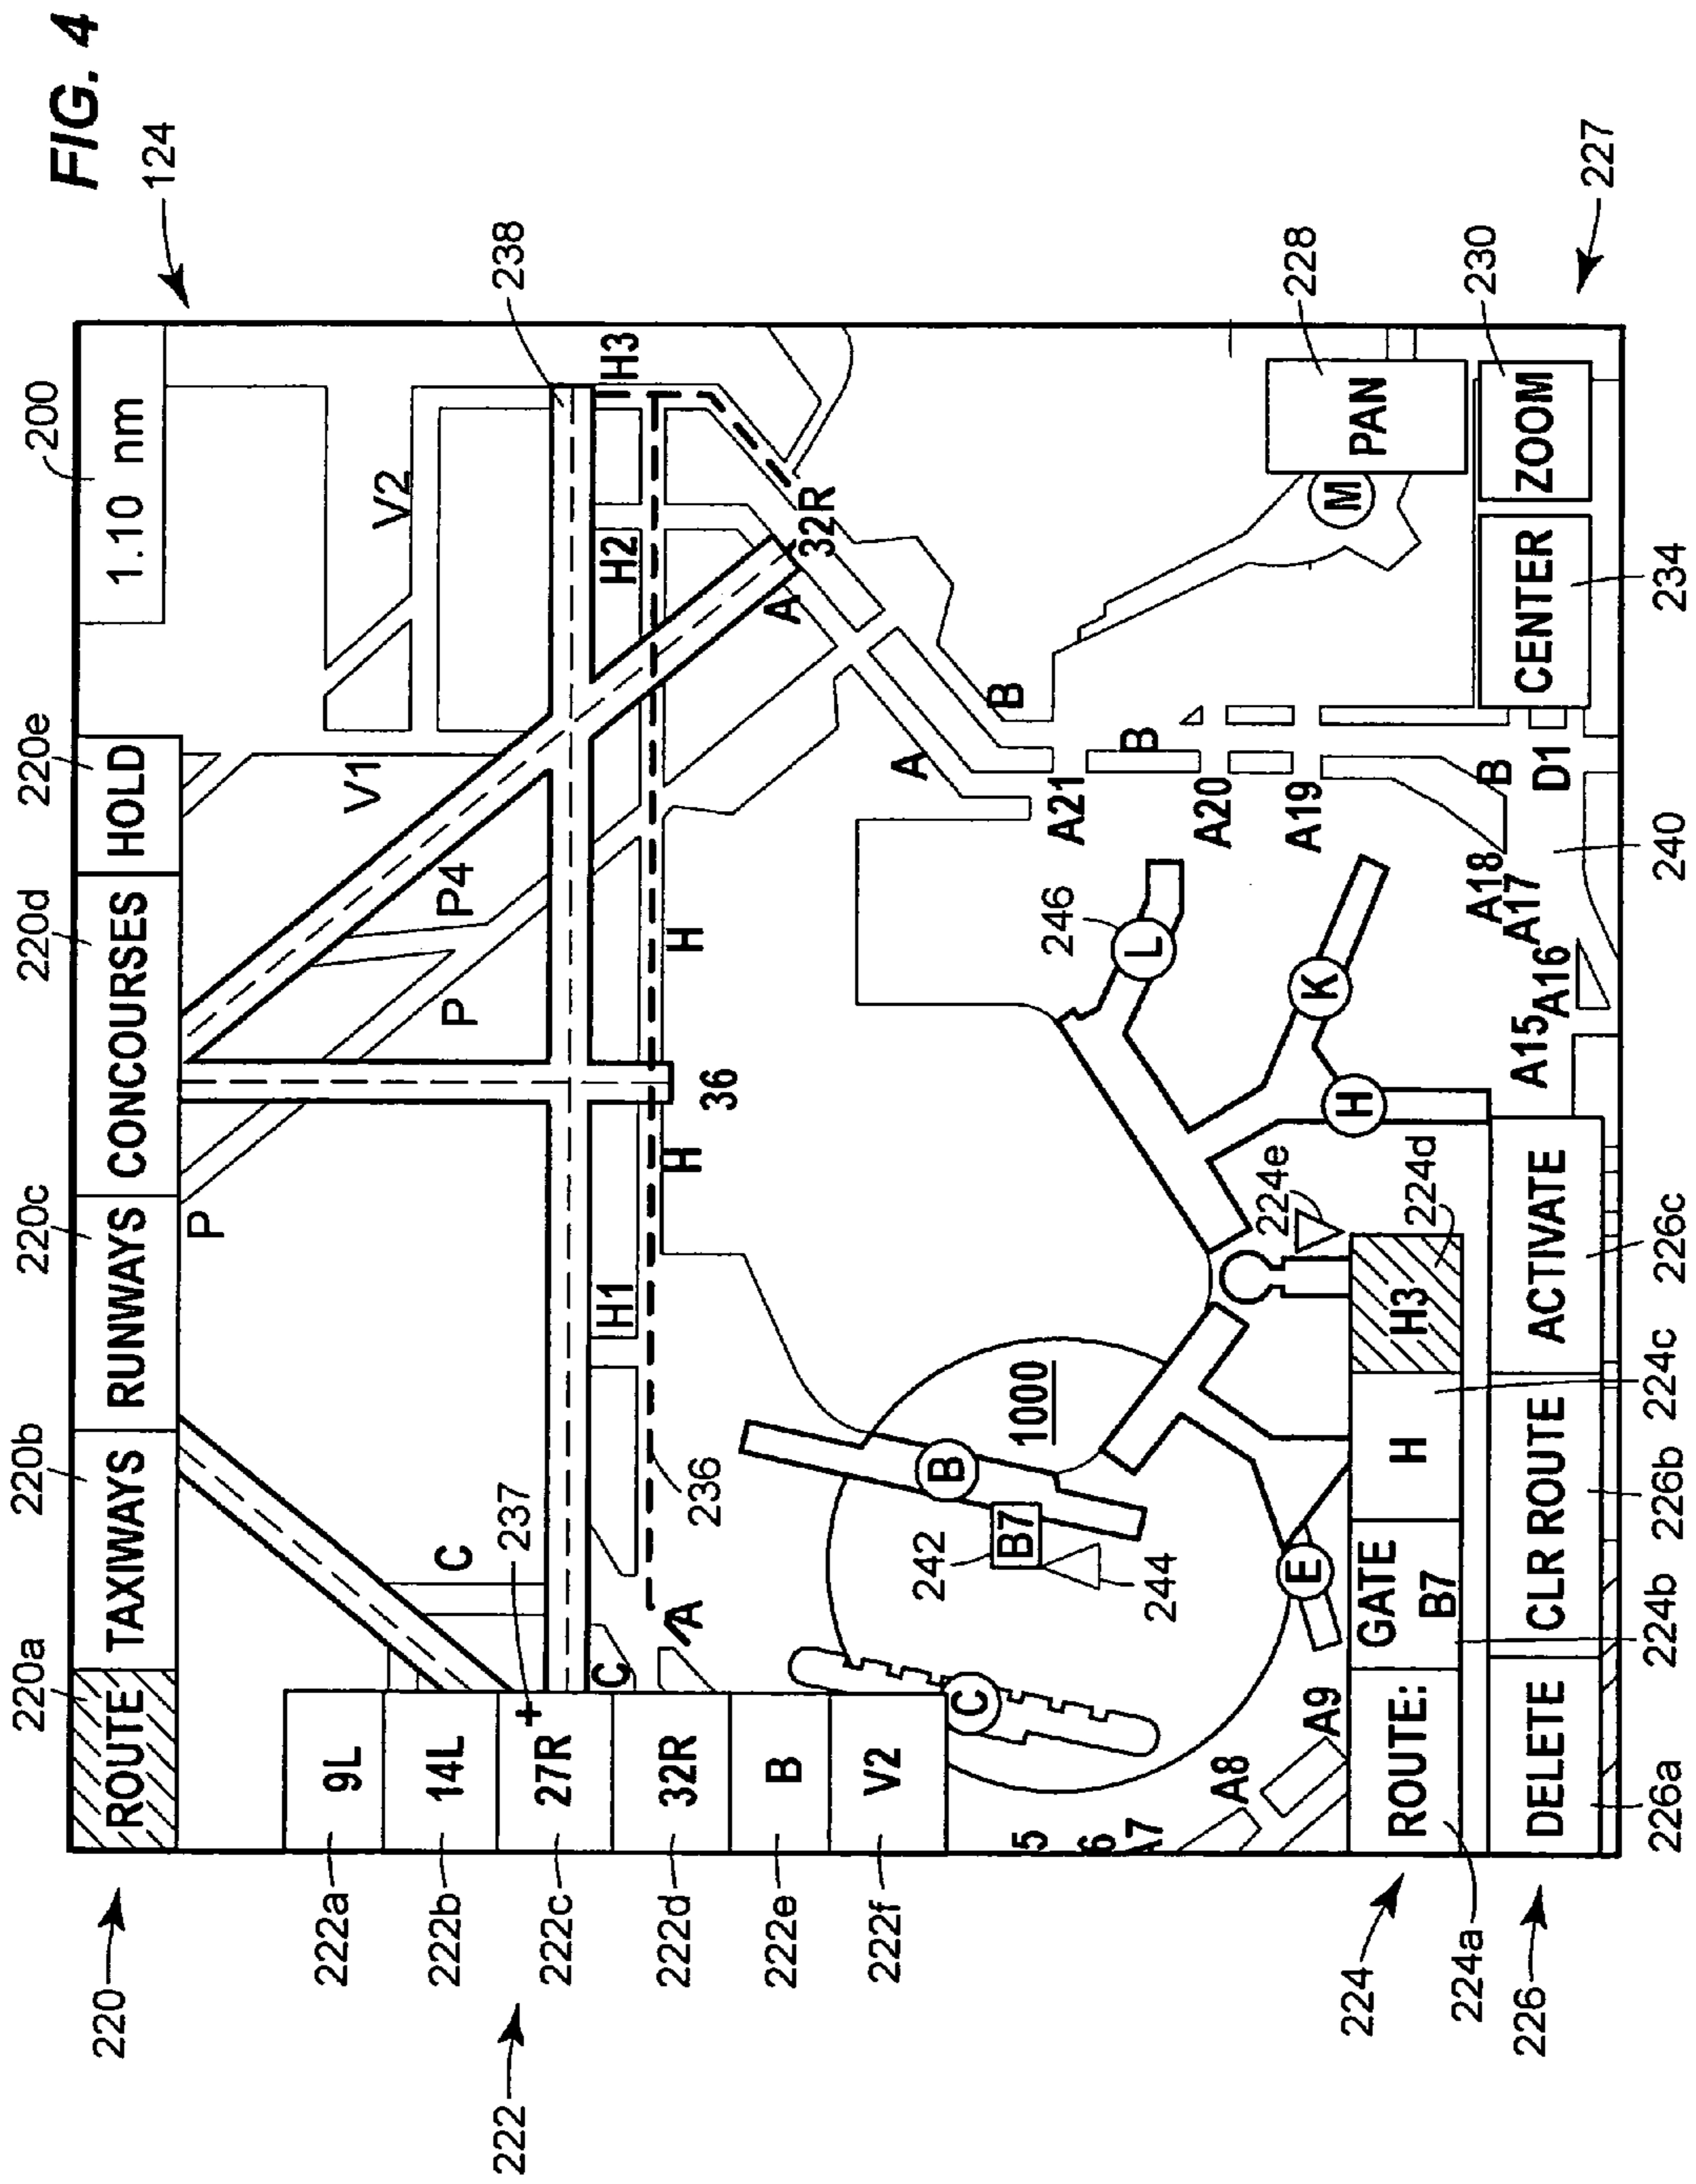 FIG. 4
124
200
1.10 nm
220
220a
220b
220c
220d
220e
ROUTE
TAXIWAYS
RUNWAYS
CONCOURSES
HOLD
222
222a
222b
222c
222d
222e
222f
9L
14L
27R
+
32R
B
V2
237
238
236
P
P
P4
V1
V2
C
C
A
H1
H
H
H2
H3
36
32R
A
A
B
B
B
A21
A20
A19
A18
A17
A16
A15
D1
240
246
L
K
H
M
B
C
E
1000
242
B7
244
5
6
A7
A8
A9
224
224a
224b
224c
224d
224e
ROUTE:
GATE
B7
H
H3
226
226a
226b
226c
DELETE
CLR ROUTE
ACTIVATE
227
228
PAN
230
ZOOM
234
CENTER